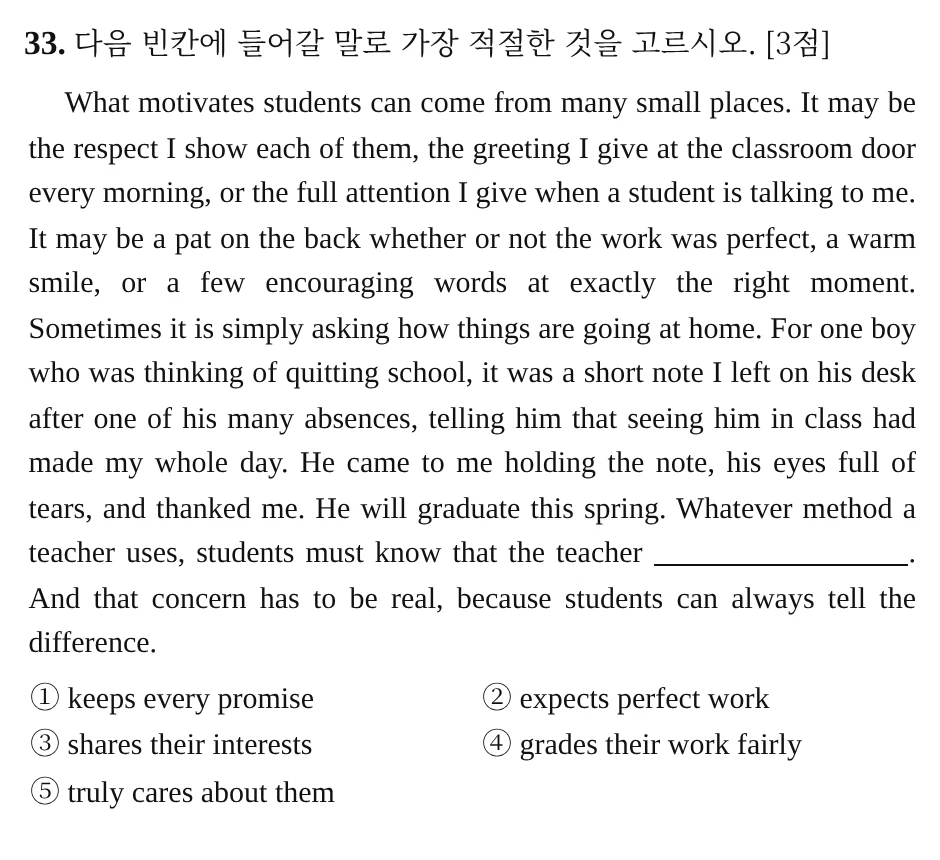 33. 다음 빈칸에 들어갈 말로 가장 적절한 것을 고르시오. [3점]
What motivates students can come from many small places. It may be
the respect I show each of them, the greeting I give at the classroom door
every morning, or the full attention I give when a student is talking to me.
It may be a pat on the back whether or not the work was perfect, a warm
smile, or a few encouraging words at exactly the right moment.
Sometimes it is simply asking how things are going at home. For one boy
who was thinking of quitting school, it was a short note I left on his desk
after one of his many absences, telling him that seeing him in class had
made my whole day. He came to me holding the note, his eyes full of
tears, and thanked me. He will graduate this spring. Whatever method a
teacher uses, students must know that the teacher ____________.
And that concern has to be real, because students can always tell the
difference.
① keeps every promise ② expects perfect work
③ shares their interests ④ grades their work fairly
⑤ truly cares about them